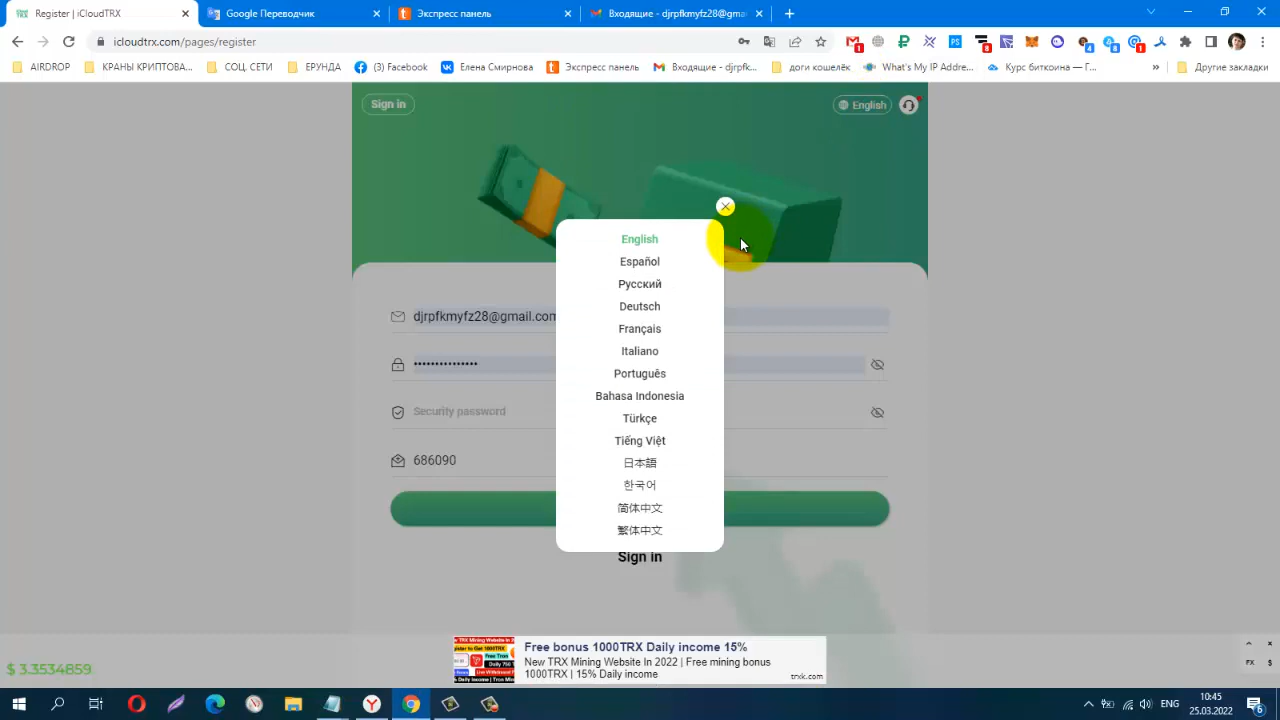 Register | iCloudTRX
Google Переводчик
Экспресс панель
Входящие - djrpfkmyfz28@gmai
icloudtrx.com/pages/register
AIRDROP
КРАНЫ КРИПТОВА...
СОЦ. СЕТИ
ЕРУНДА
(3) Facebook
Елена Смирнова
Экспресс панель
Входящие - djrpfk...
доги кошелёк
What's My IP Addre...
Курс биткоина — Г...
»
Другие закладки
Sign in
English
English
Español
Русский
Deutsch
Français
Italiano
Português
Bahasa Indonesia
Türkçe
Tiếng Việt
日本語
한국어
简体中文
繁体中文
djrpfkmyfz28@gmail.com
•••••••••••••••
Security password
686090
Sign in
Free bonus 1000TRX Daily income 15%
New TRX Mining Website In 2022 | Free mining bonus
1000TRX | 15% Daily income
trxk.com
$ 3.3534859
FX
ENG
10:45
25.03.2022